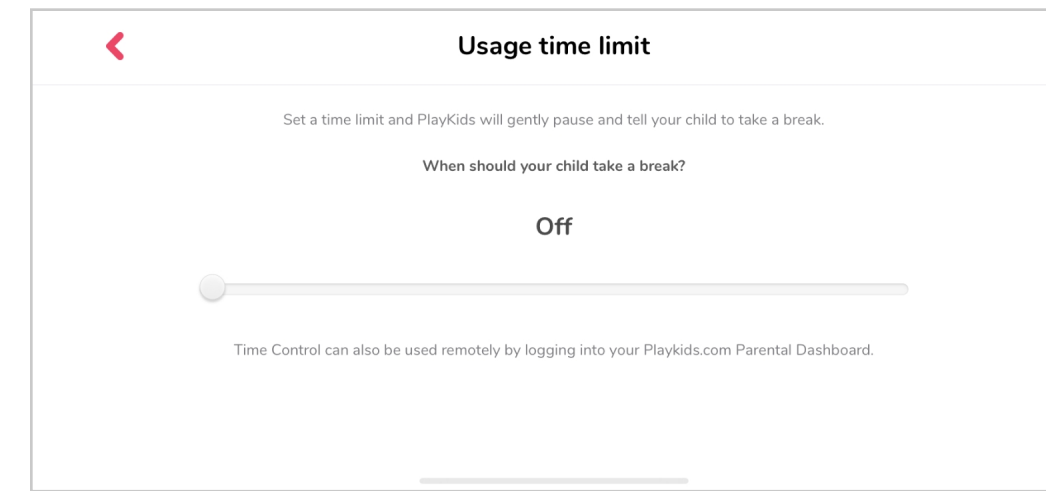 Usage time limit
Set a time limit and PlayKids will gently pause and tell your child to take a break.
When should your child take a break?
Off
Time Control can also be used remotely by logging into your Playkids.com Parental Dashboard.